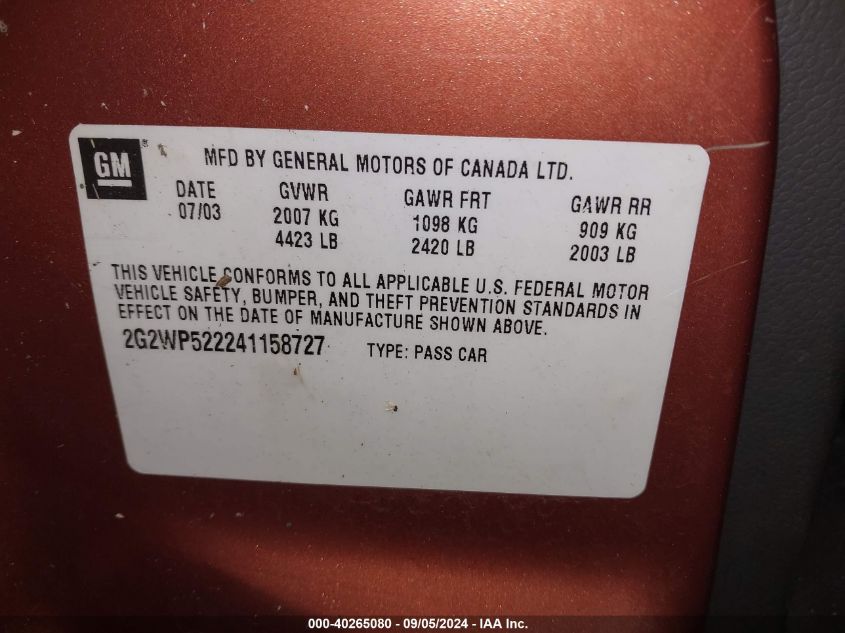 GM
MFD BY GENERAL MOTORS OF CANADA LTD.
DATE GVWR GAWR FRT GAWR RR
07/03 2007 KG 1098 KG 909 KG
4423 LB 2420 LB 2003 LB
THIS VEHICLE CONFORMS TO ALL APPLICABLE U.S. FEDERAL MOTOR
VEHICLE SAFETY, BUMPER, AND THEFT PREVENTION STANDARDS IN
EFFECT ON THE DATE OF MANUFACTURE SHOWN ABOVE.
2G2WP522241158727 TYPE: PASS CAR
000-40265080 - 09/05/2024 - IAA Inc.